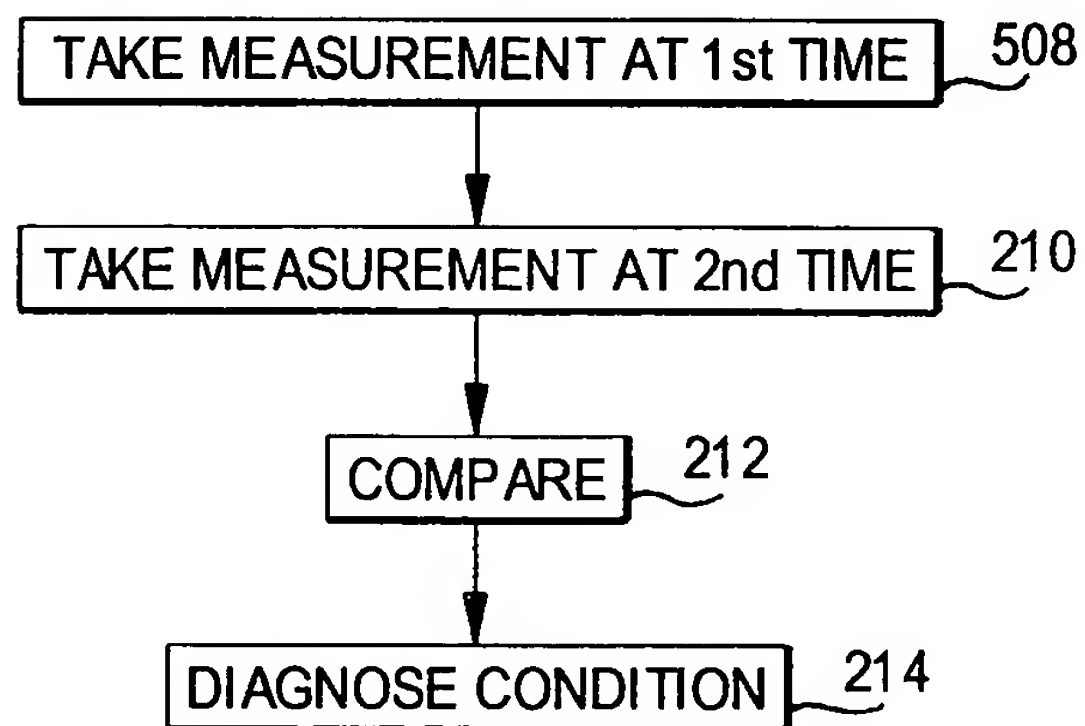 TAKE MEASUREMENT AT 1st TIME 508
TAKE MEASUREMENT AT 2nd TIME 210
COMPARE 212
DIAGNOSE CONDITION 214